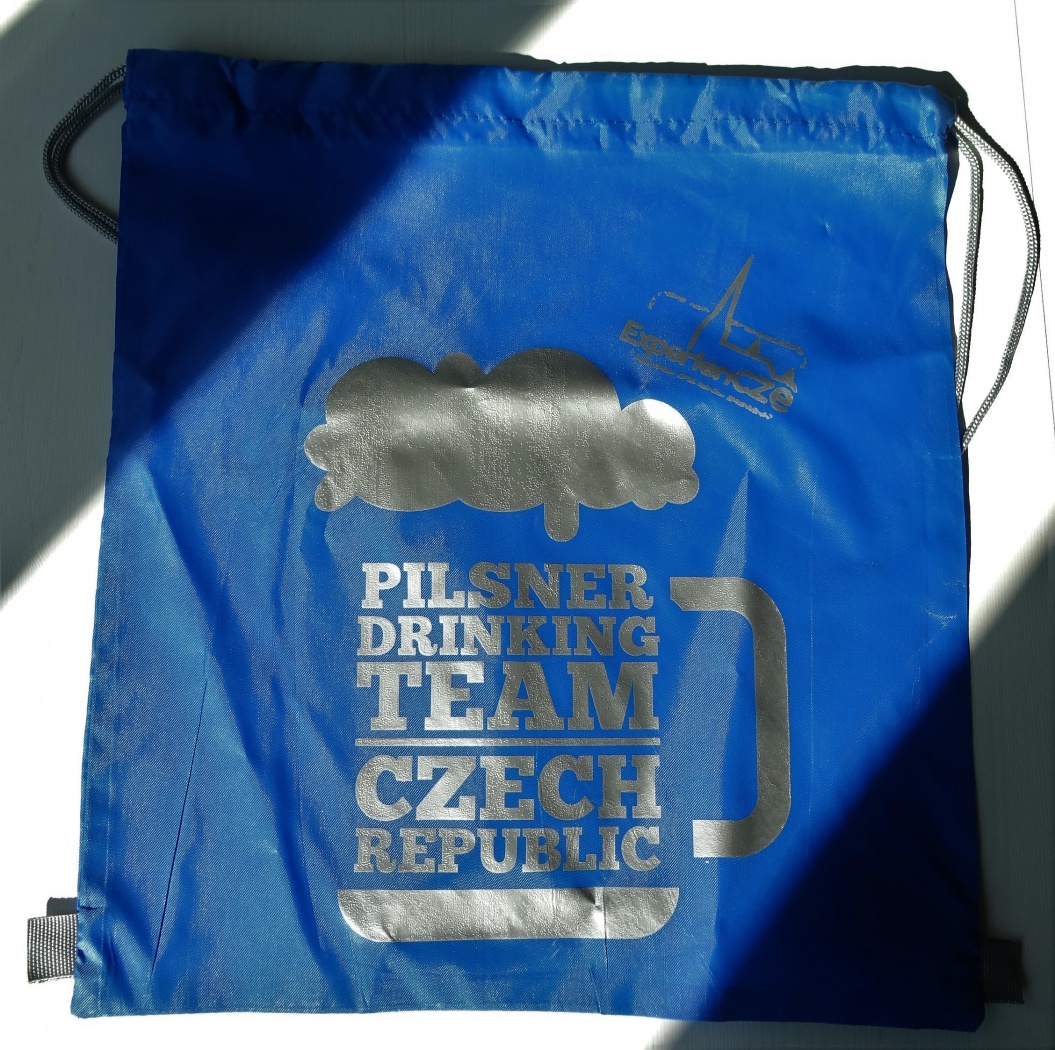 ExperienCze
PILSNER
DRINKING
TEAM
CZECH
REPUBLIC